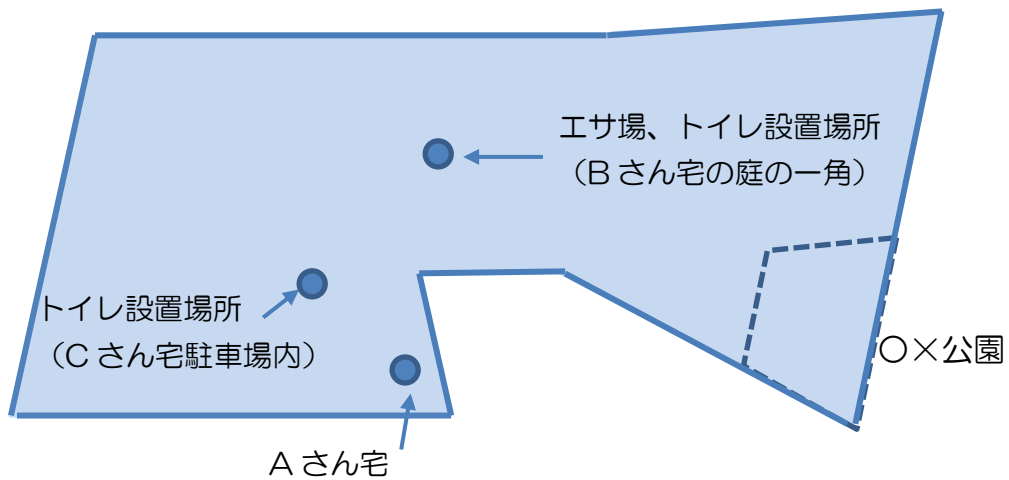 エサ場、トイレ設置場所
（Bさん宅の庭の一角）
トイレ設置場所
（Cさん宅駐車場内）
〇×公園
Aさん宅